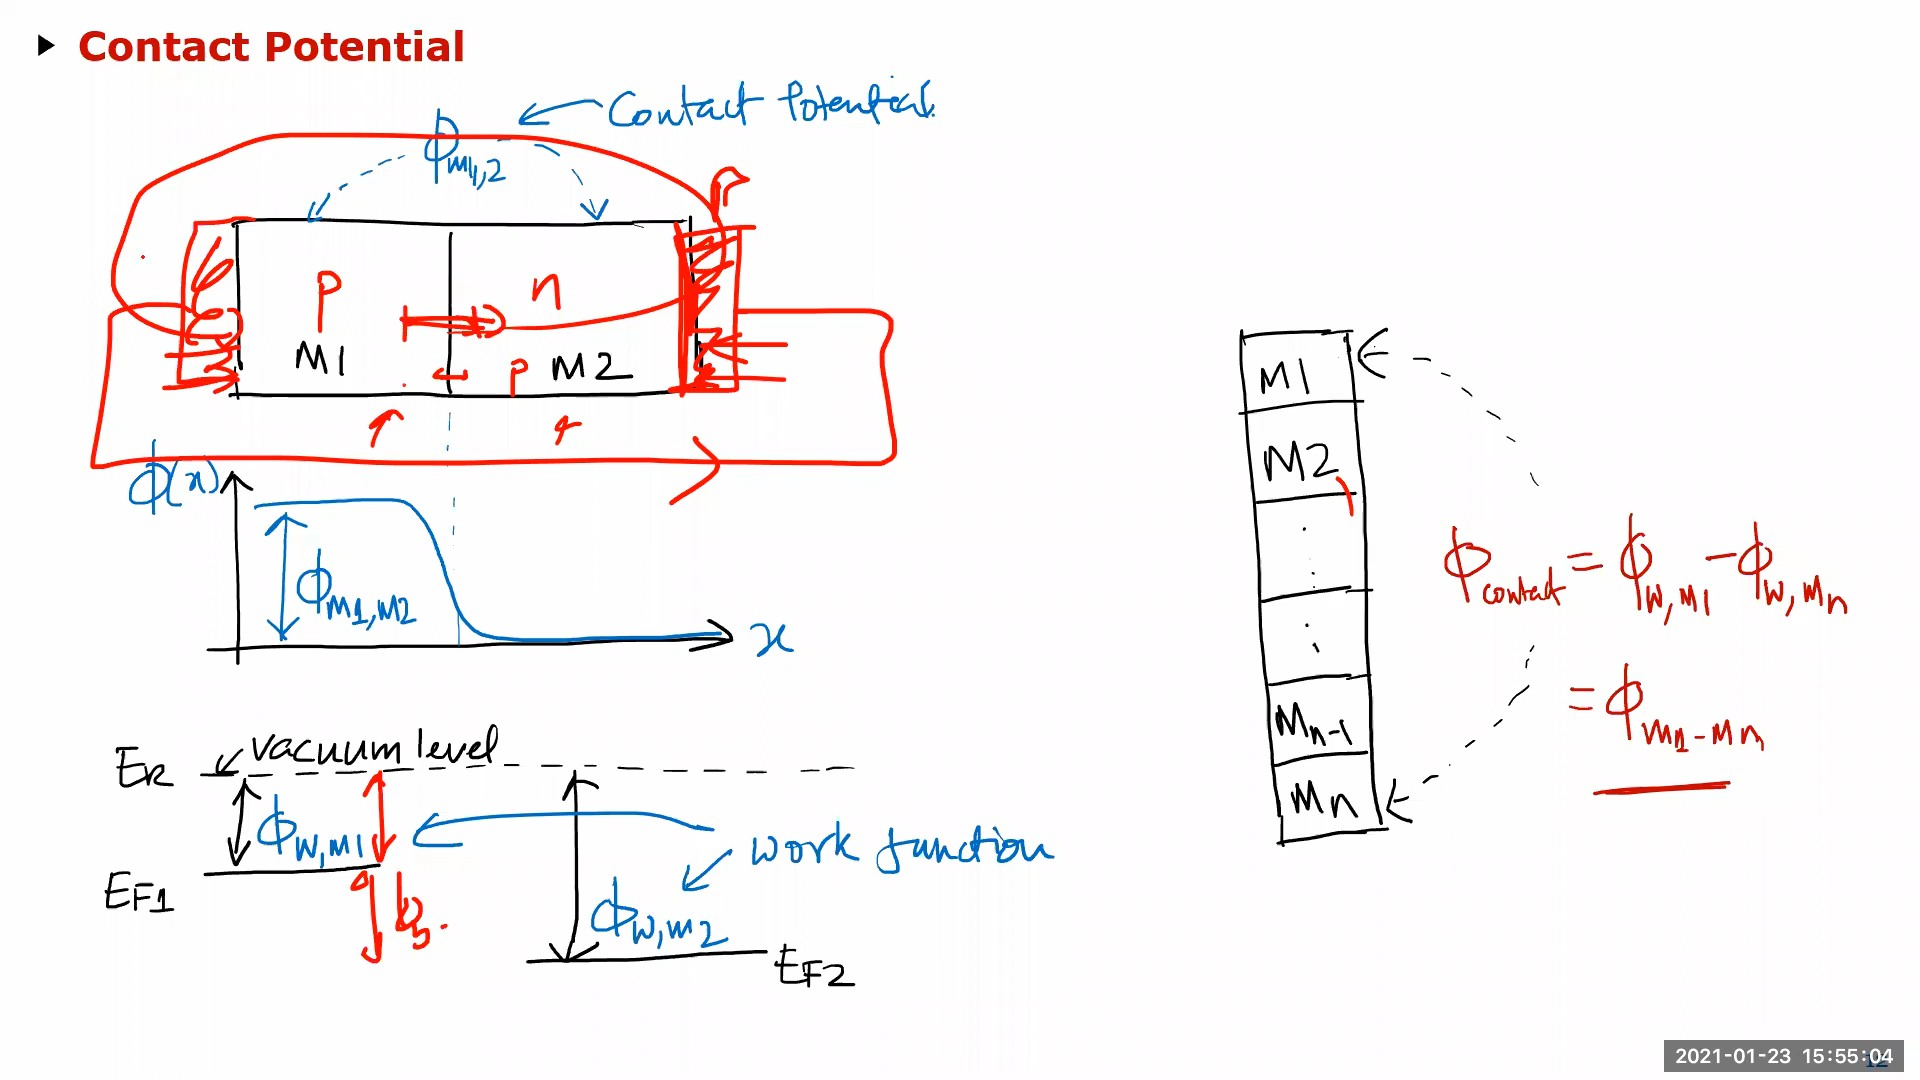 Contact Potential
Contact Potential.
ϕM1,2
p
n
M1
p M2
ϕ(x)
ϕM1,M2
x
ER
vacuum level
ϕW,M1
work function
EF1
ϕW,M2
EF2
M1
M2
⋮
⋮
Mn-1
Mn
ϕcontact = ϕW,M1 - ϕW,Mn
= ϕM1-Mn
2021-01-23 15:55:04
12